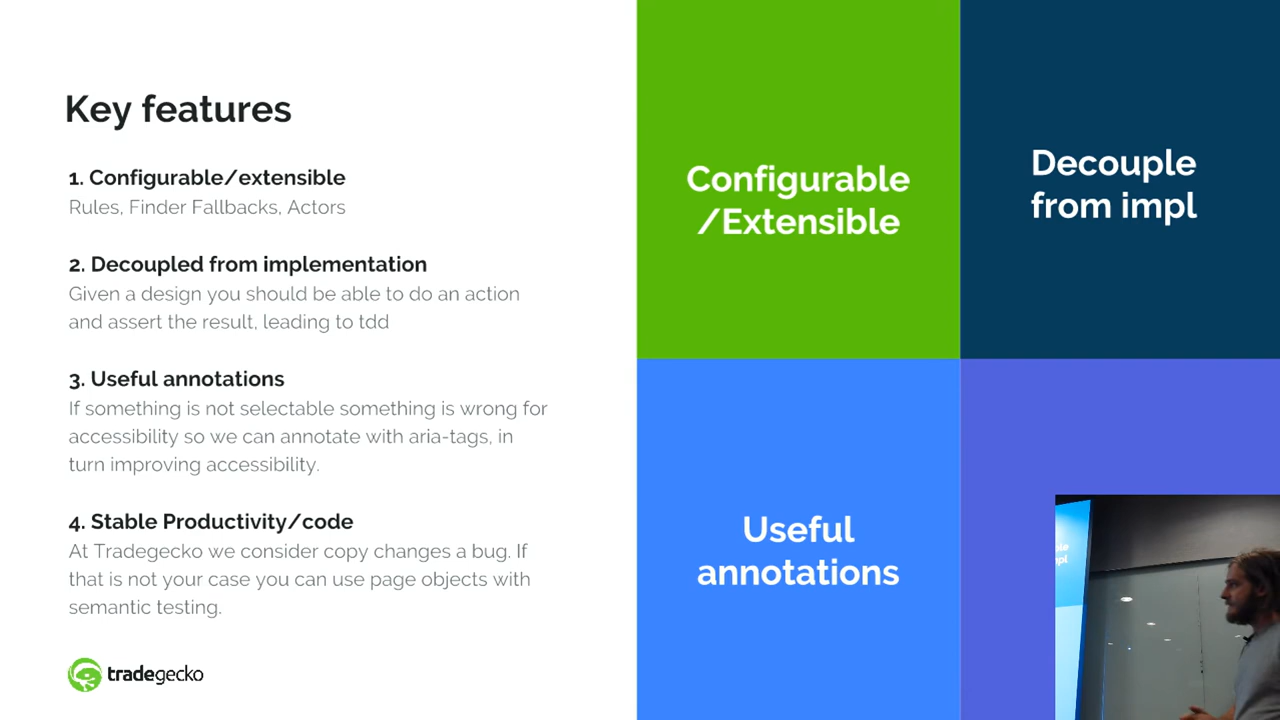 Key features
1. Configurable/extensible
Rules, Finder Fallbacks, Actors
2. Decoupled from implementation
Given a design you should be able to do an action
and assert the result, leading to tdd
3. Useful annotations
If something is not selectable something is wrong for
accessibility so we can annotate with aria-tags, in
turn improving accessibility.
4. Stable Productivity/code
At Tradegecko we consider copy changes a bug. If
that is not your case you can use page objects with
semantic testing.
tradegecko
Configurable
/Extensible
Decouple
from impl
Useful
annotations